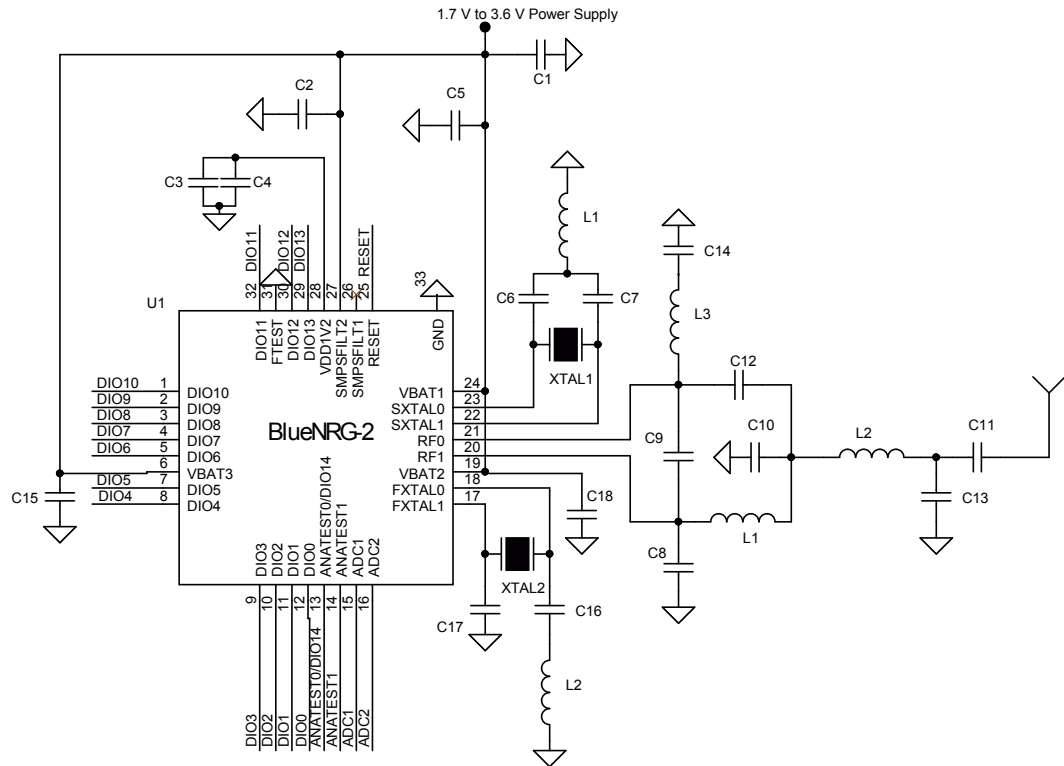 1.7 V to 3.6 V Power Supply
C1
C2
C5
C3
C4
L1
C14
DIO11
DIO12
DIO13
RESET
C6
C7
L3
32
31
30
29
28
27
26
25
33
U1
DIO11
FTEST
DIO12
DIO13
VDD1V2
SMPSFILT2
SMPSFILT1
RESET
GND
XTAL1
C12
DIO10 1 DIO10
DIO9 2 DIO9
DIO8 3 DIO8
DIO7 4 DIO7
DIO6 5 DIO6
6 VBAT3
DIO5 7 DIO5
DIO4 8 DIO4
BlueNRG-2
VBAT1 24
SXTAL0 23
SXTAL1 22
RF0 21
RF1 20
VBAT2 19
FXTAL0 18
FXTAL1 17
C9
C10
L2
C11
C15
C18
C13
L1
C8
DIO3
DIO2
DIO1
DIO0
ANATEST0/DIO14
ANATEST1
ADC1
ADC2
XTAL2
9
10
11
12
13
14
15
16
C17
C16
L2
DIO3
DIO2
DIO1
DIO0
ANATEST0/DIO14
ANATEST1
ADC1
ADC2